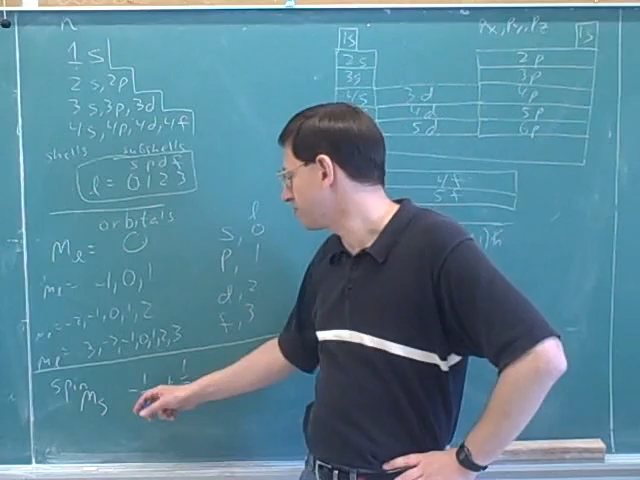 n
1s
2s, 2p
3s, 3p, 3d
4s, 4p, 4d, 4f
shells subshells
s p d f
l = 0 1 2 3
orbitals
l
mℓ = 0
s, 0
mℓ = -1, 0, 1
p, 1
mℓ = -2, -1, 0, 1, 2
d, 2
mℓ = 3, -2, -1, 0, 1, 2, 3
f, 3
spin
ms
Px, Py, Pz
1s 1s
2s 2p
3s 3p
4s 3d 4p
4d 5p
5d 6p
4f
5f